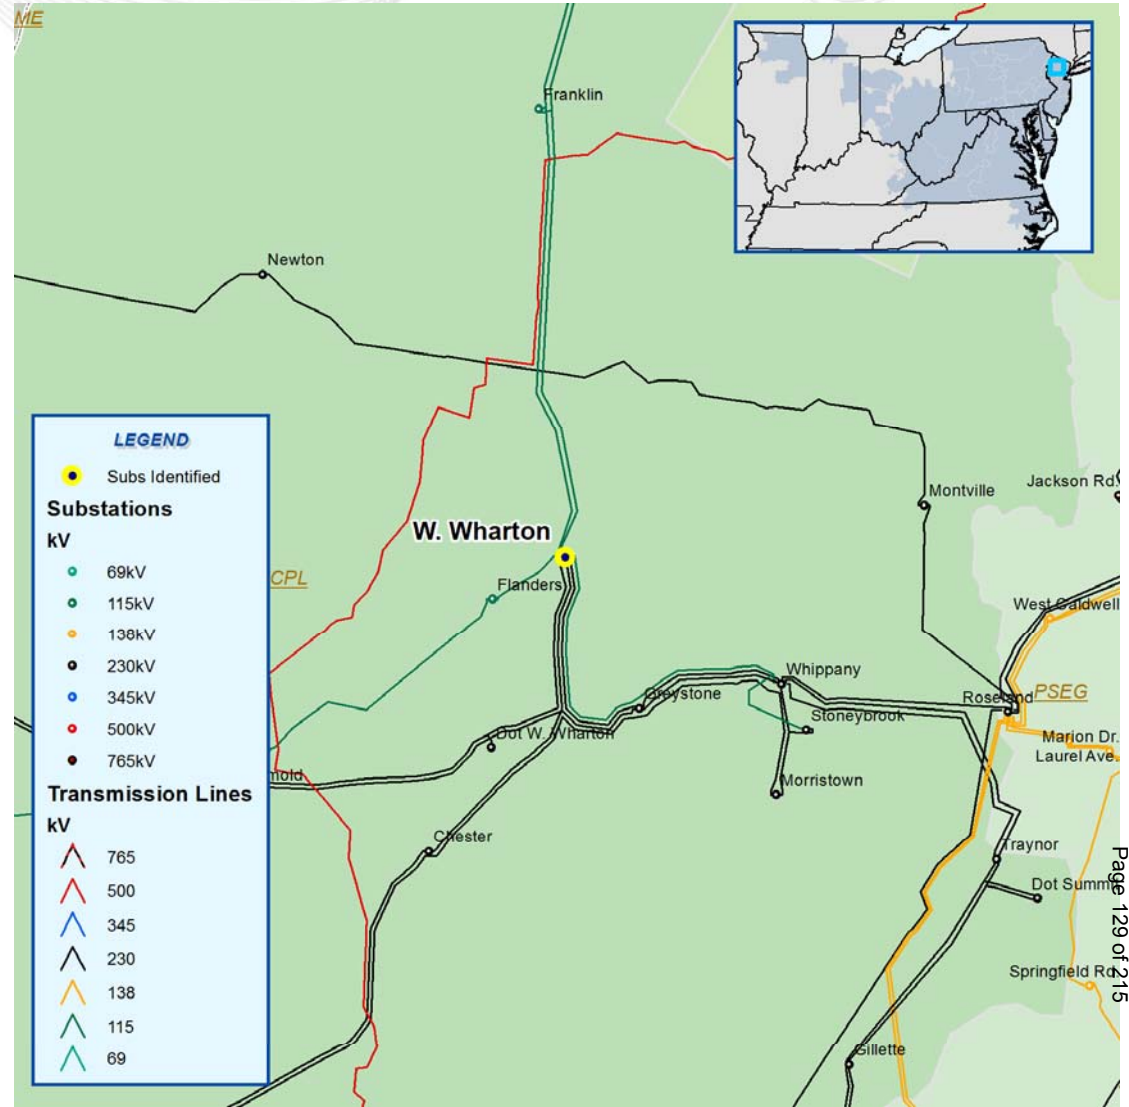 ME
Franklin
Newton
Montville
Jackson Rd.
W. Wharton
CPL
Flanders
West Caldwell
Whippany
Greystone
Roseland
PSEG
Stoneybrook
Dot W. Wharton
Marion Dr.
Laurel Ave.
nold
Morristown
Chester
Traynor
Dot Summ
Springfield Rd.
Gillette
LEGEND
Subs Identified
Substations
kV
69kV
115kV
138kV
230kV
345kV
500kV
765kV
Transmission Lines
kV
765
500
345
230
138
115
69
Page 129 of 215